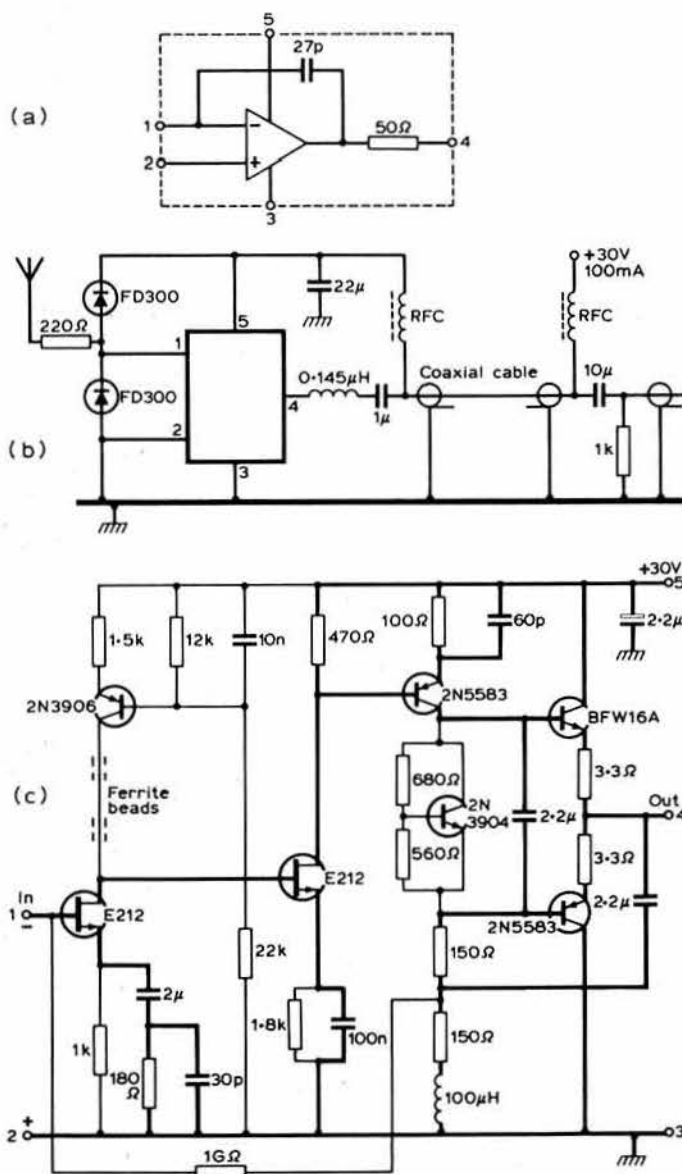 (a)
5
27p
1
−
50Ω
4
2
+
3
(b)
+30V
100mA
FD300
22μ
RFC
RFC
220Ω
5
1
0·145μH
Coaxial cable
10μ
FD300
4
1μ
2
1k
3
(c)
+30V
5
1·5k
12k
10n
470Ω
100Ω
60p
2·2μ
2N3906
2N5583
BFW16A
Ferrite
beads
680Ω
2N
3904
3·3Ω
Out
4
2·2μ
560Ω
3·3Ω
In
1
−
E212
E212
2·2μ
2N5583
22k
150Ω
2μ
1·8k
100n
150Ω
1k
180
Ω
30p
100μH
2
+
3
1GΩ